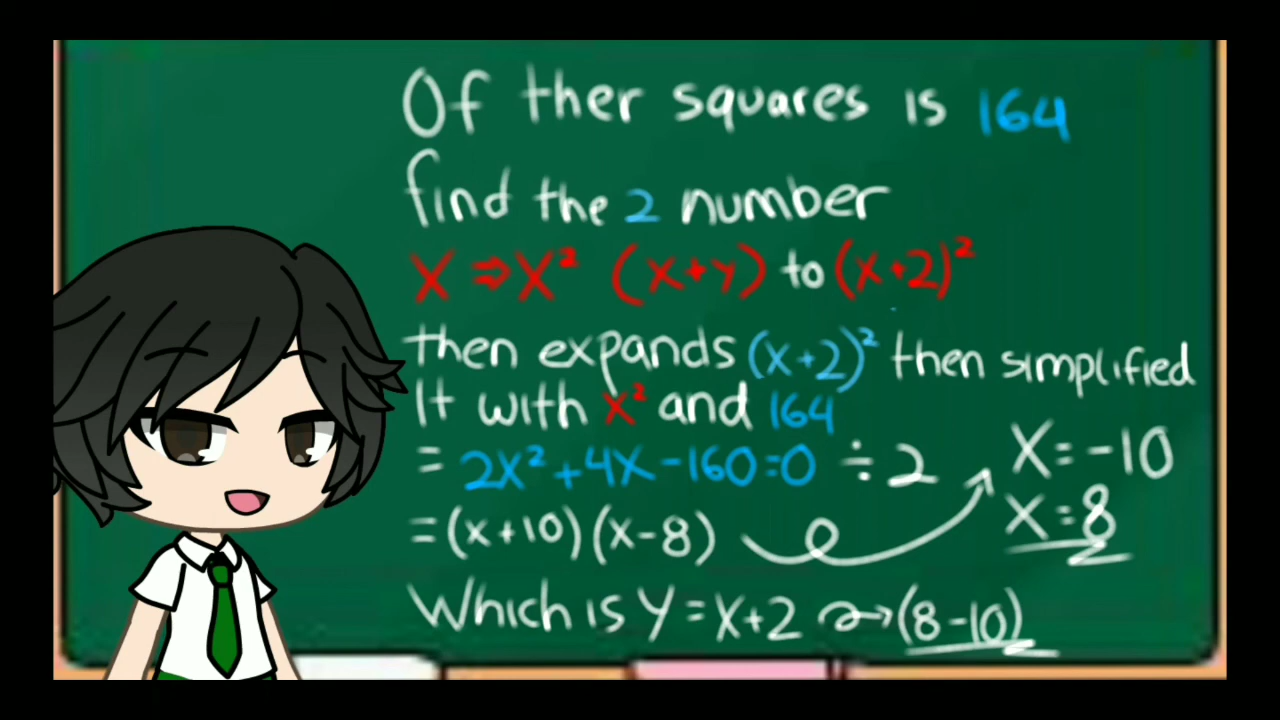 Of ther squares is 164
find the 2 number
X ⇒ X² (x+y) to (x+2)²
then expands (x+2)² then simplified
It with x² and 164
= 2x² + 4x - 160 = 0 ÷ 2
X = -10
X = 8
= (x+10)(x-8)
Which is Y = X+2 → (8-10)